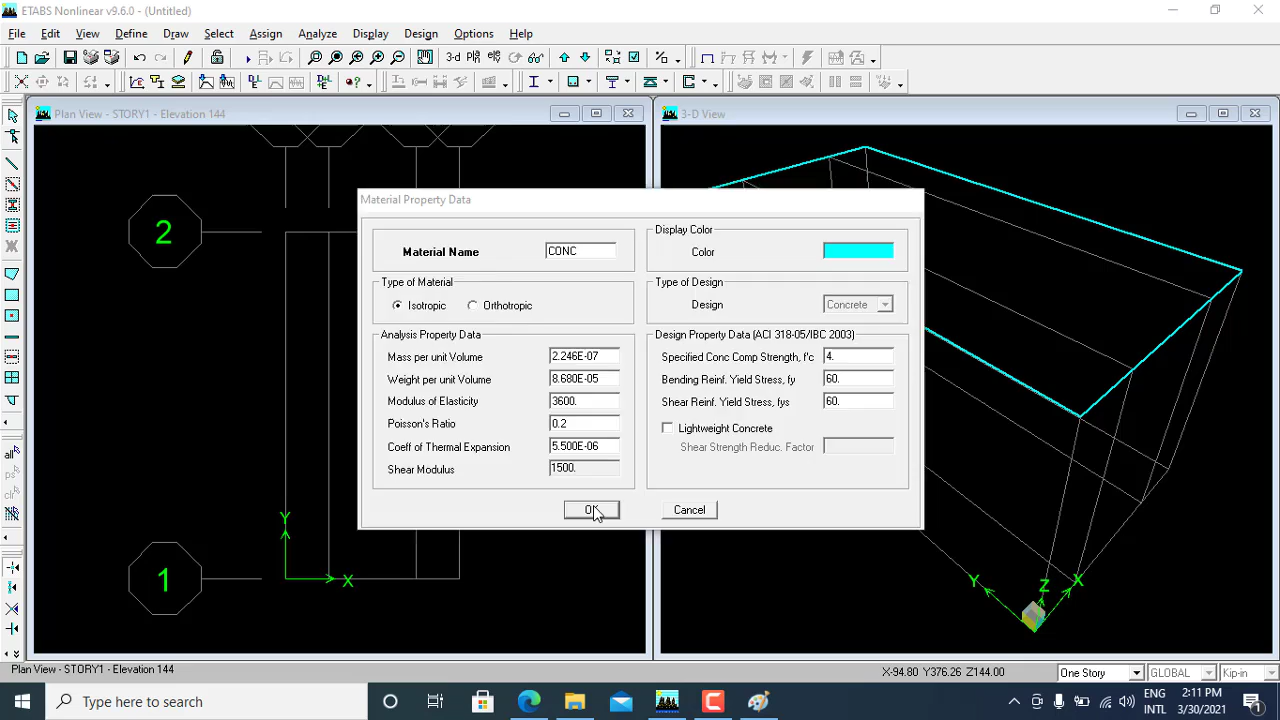 ETABS Nonlinear v9.6.0 - (Untitled)
File Edit View Define Draw Select Assign Analyze Display Design Options Help
3-d
Plan View - STORY1 - Elevation 144
3-D View
Material Property Data
Material Name CONC
Display Color
Color
Type of Material
Isotropic Orthotropic
Type of Design
Design Concrete
Analysis Property Data
Mass per unit Volume 2.246E-07
Weight per unit Volume 8.680E-05
Modulus of Elasticity 3600.
Poisson's Ratio 0.2
Coeff of Thermal Expansion 5.500E-06
Shear Modulus 1500.
Design Property Data (ACI 318-05/IBC 2003)
Specified Conc Comp Strength, f'c 4.
Bending Reinf. Yield Stress, fy 60.
Shear Reinf. Yield Stress, fys 60.
Lightweight Concrete
Shear Strength Reduc. Factor
OK Cancel
2
1
Y
X
Y
Z
X
all
ps
clr
Plan View - STORY1 - Elevation 144
X-94.80 Y376.26 Z144.00
One Story
GLOBAL
Kip-in
Type here to search
ENG
INTL
2:11 PM
3/30/2021
1